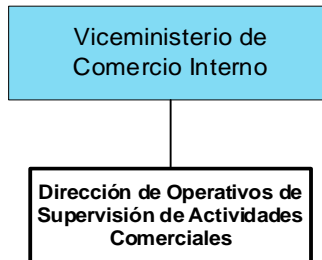 Viceministerio de
Comercio Interno
Dirección de Operativos de
Supervisión de Actividades
Comerciales